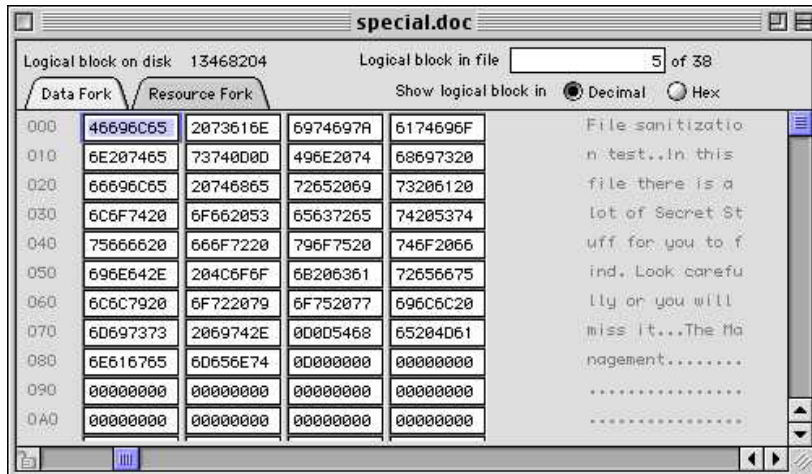 special.doc
Logical block on disk 13468204 Logical block in file 5 of 38
Data Fork Resource Fork Show logical block in Decimal Hex
000 46696C65 2073616E 6974697A 6174696F File sanitizatio
010 6E207465 73740D0D 496E2074 68697320 n test..In this
020 66696C65 20746865 72652069 73206120 file there is a
030 6C6F7420 6F662053 65637265 74205374 lot of Secret St
040 75666620 666F7220 796F7520 746F2066 uff for you to f
050 696E642E 204C6F6F 6B206361 72656675 ind. Look carefu
060 6C6C7920 6F722079 6F752077 696C6C20 lly or you will
070 6D697373 2069742E 0D0D5468 65204D61 miss it...The Ma
080 6E616765 6D656E74 0D000000 00000000 nagement........
090 00000000 00000000 00000000 00000000 ................
0A0 00000000 00000000 00000000 00000000 ................